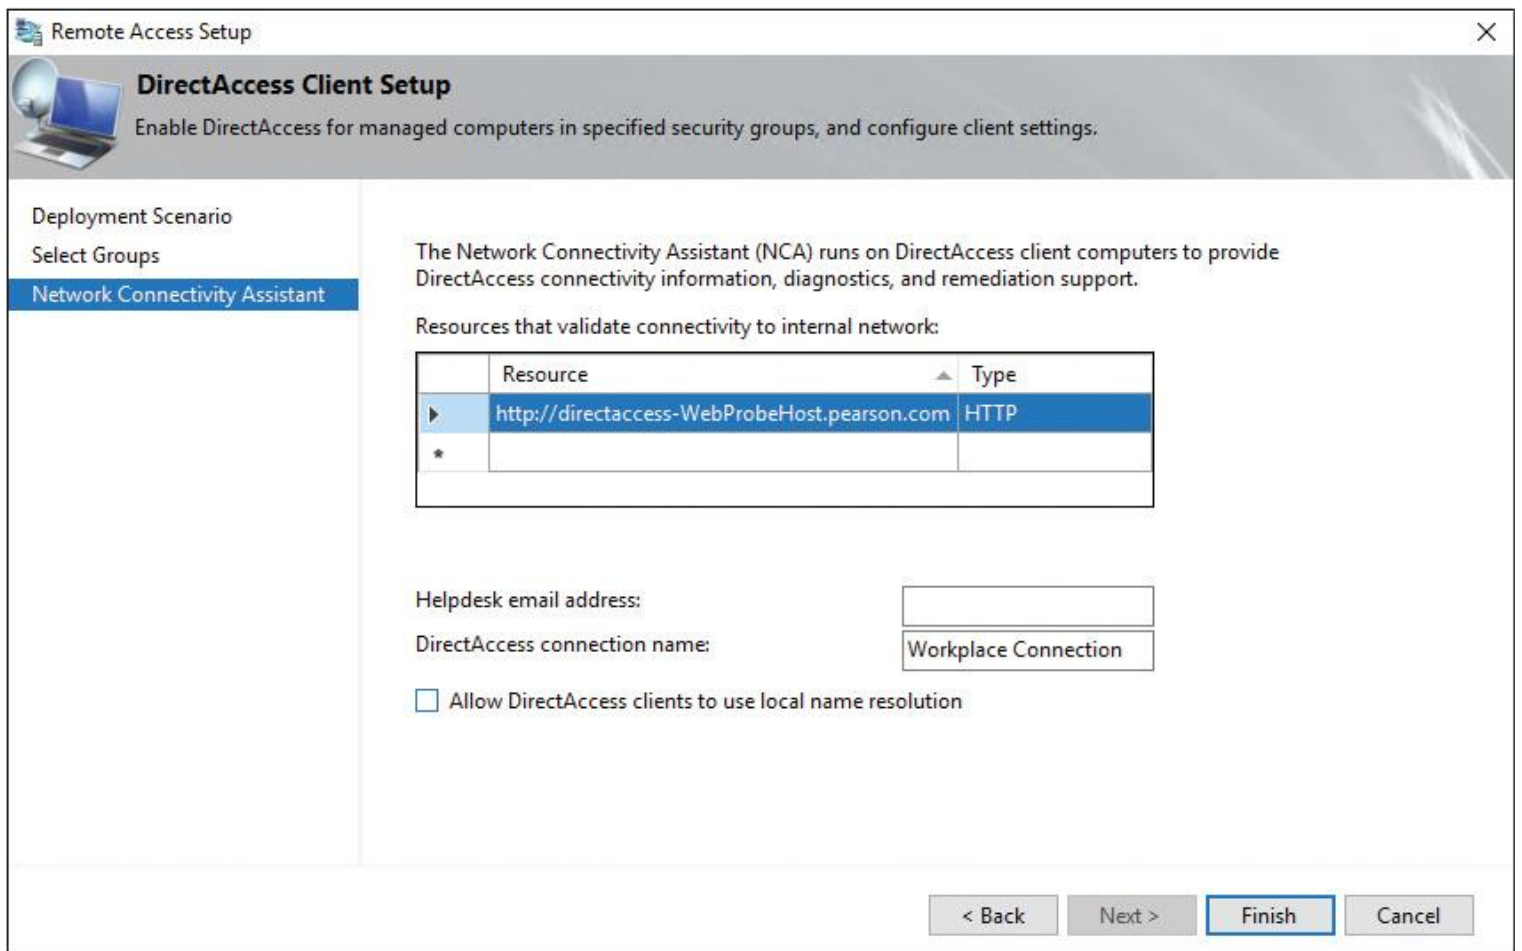 Remote Access Setup
DirectAccess Client Setup
Enable DirectAccess for managed computers in specified security groups, and configure client settings.
Deployment Scenario
Select Groups
Network Connectivity Assistant
The Network Connectivity Assistant (NCA) runs on DirectAccess client computers to provide
DirectAccess connectivity information, diagnostics, and remediation support.
Resources that validate connectivity to internal network:
Resource Type
http://directaccess-WebProbeHost.pearson.com HTTP
*
Helpdesk email address:
DirectAccess connection name: Workplace Connection
Allow DirectAccess clients to use local name resolution
< Back Next > Finish Cancel